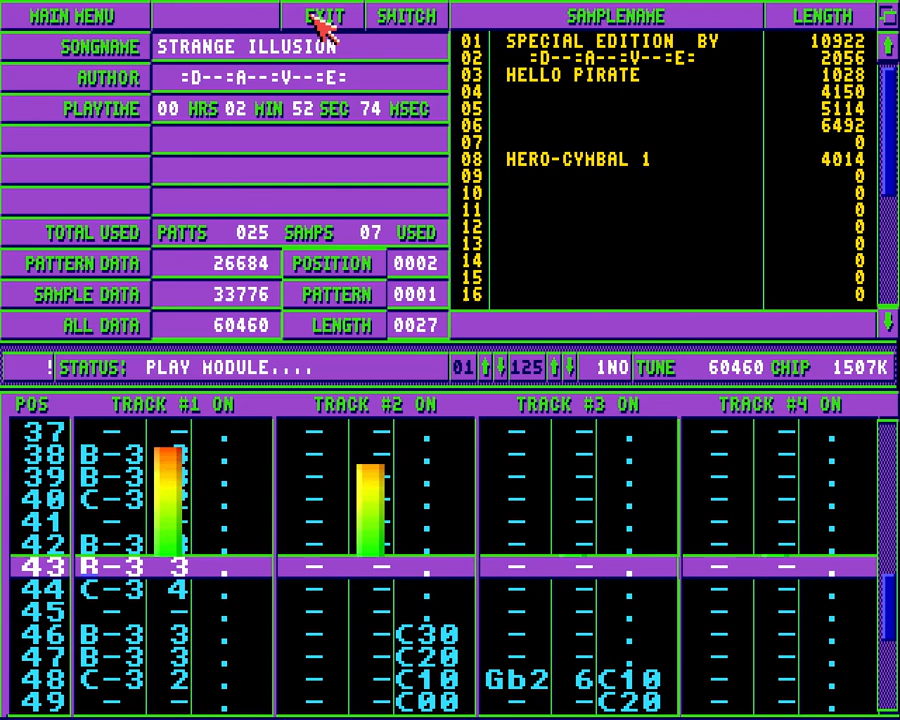 MAIN MENU EXIT SWITCH SAMPLENAME LENGTH
SONGNAME STRANGE ILLUSION
AUTHOR =D--=A--=V--=E=
PLAYTIME 00 HRS 02 MIN 52 SEC 74 MSEC
TOTAL USED PATTS 025 SAMPS 07 USED
PATTERN DATA 26684 POSITION 0002
SAMPLE DATA 33776 PATTERN 0001
ALL DATA 60460 LENGTH 0027
01 SPECIAL EDITION BY 10922
02 =D--=A--=V--=E= 2056
03 HELLO PIRATE 1028
04 4150
05 5114
06 6492
07 0
08 HERO-CYMBAL 1 4014
09 0
10 0
11 0
12 0
13 0
14 0
15 0
16 0
! STATUS: PLAY MODULE.... 01 125 1NO TUNE 60460 CHIP 1507K
POS TRACK #1 ON TRACK #2 ON TRACK #3 ON TRACK #4 ON
37 - - . - - . - - . - - .
38 B-3 . - - . - - . - - .
39 B-3 . - - . - - . - - .
40 C-3 . - - . - - . - - .
41 - - . - - . - - . - - .
42 B-3 . - - . - - . - - .
43 B-3 3 . - - . - - . - - .
44 C-3 4 . - - . - - . - - .
45 - - . - - . - - . - - .
46 B-3 3 . - - C30 - - . - - .
47 B-3 3 . - - C20 - - . - - .
48 C-3 2 . - - C10 Gb2 6 C10 - - .
49 - - . - - C00 - - C20 - - .